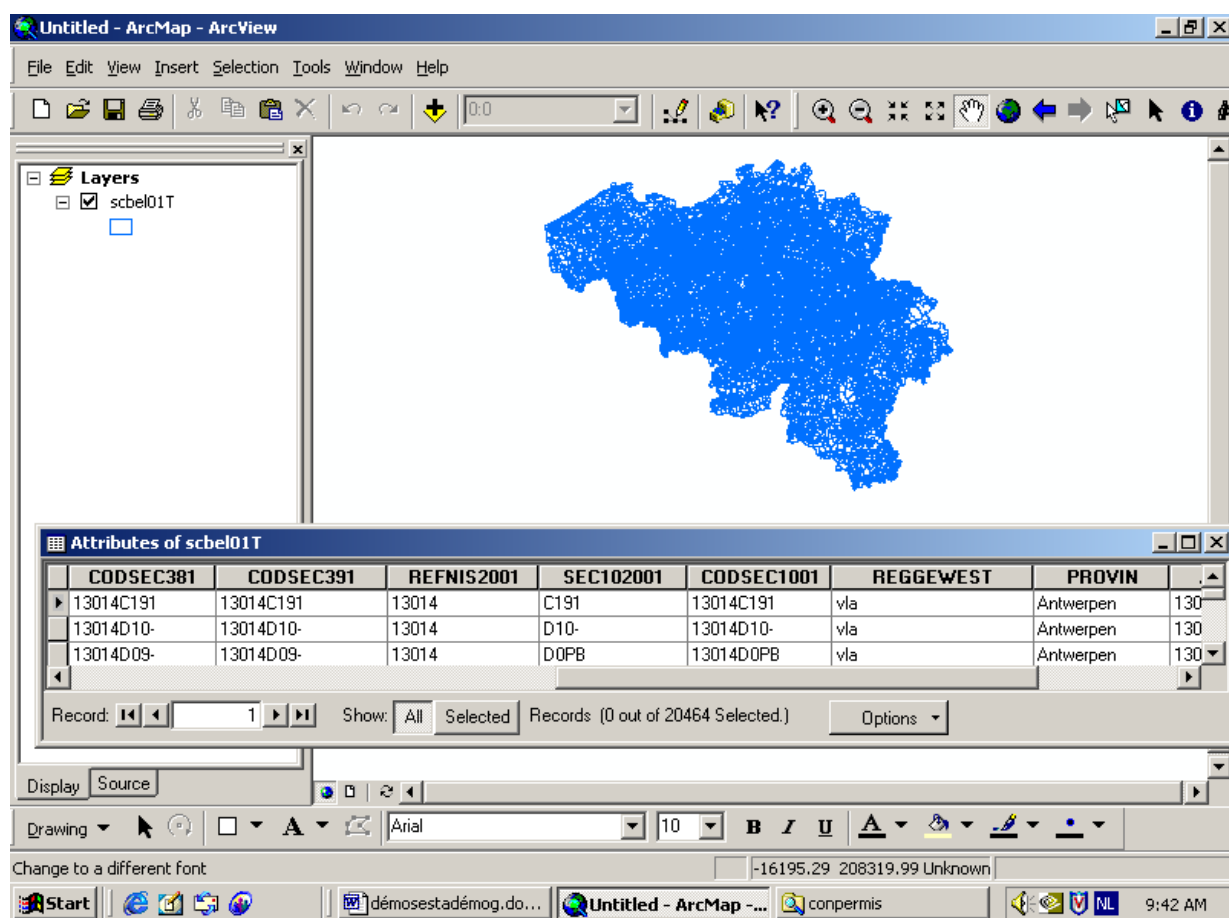 Untitled - ArcMap - ArcView
File Edit View Insert Selection Tools Window Help
0:0
Layers
scbel01T
Attributes of scbel01T
CODSEC381 CODSEC391 REFNIS2001 SEC102001 CODSEC1001 REGGEWEST PROVIN
13014C191 13014C191 13014 C191 13014C191 vla Antwerpen 130
13014D10- 13014D10- 13014 D10- 13014D10- vla Antwerpen 130
13014D09- 13014D09- 13014 D0PB 13014D0PB vla Antwerpen 130
Record: 1 Show: All Selected Records (0 out of 20464 Selected.) Options
Display Source
Drawing A Arial 10 B I U A
Change to a different font -16195.29 208319.99 Unknown
Start démosestadémog.do... Untitled - ArcMap -... conpermis NL 9:42 AM